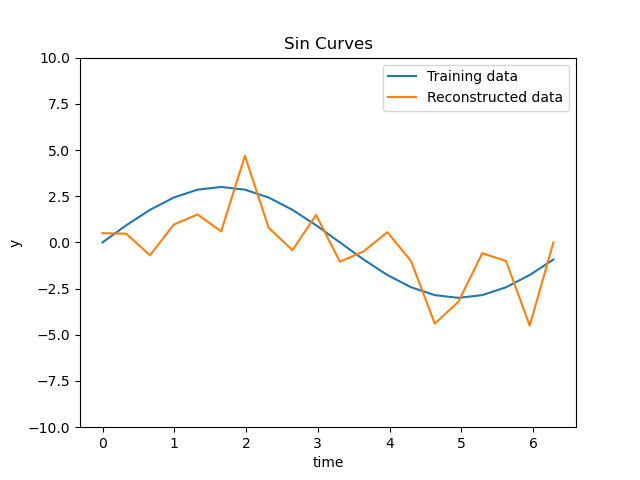 Sin Curves
Training data
Reconstructed data
10.0
7.5
5.0
2.5
0.0
−2.5
−5.0
−7.5
−10.0
y
0 1 2 3 4 5 6
time